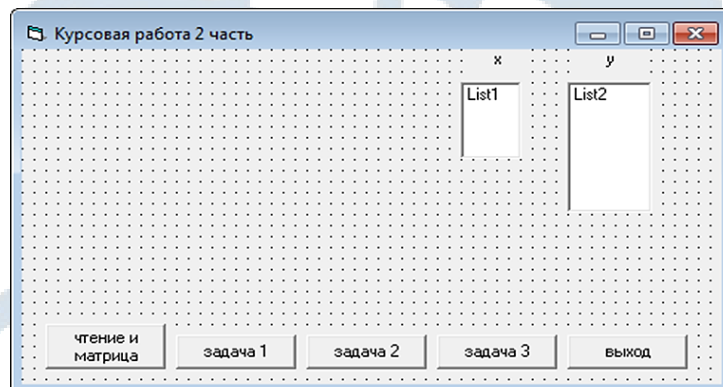 Курсовая работа 2 часть
x y
List1 List2
чтение и
матрица
задача 1 задача 2 задача 3 выход